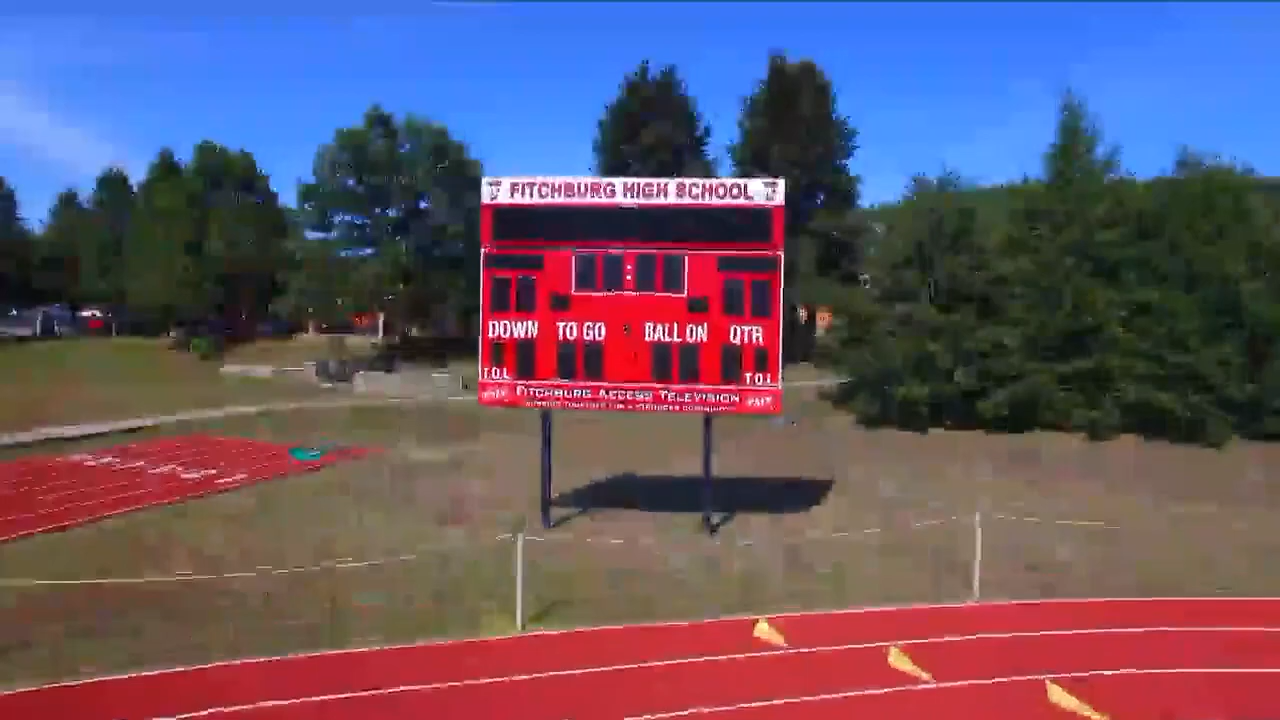 FITCHBURG HIGH SCHOOL
DOWN TO GO BALL ON QTR
T.O.L T.O.L
FITCHBURG ACCESS TELEVISION